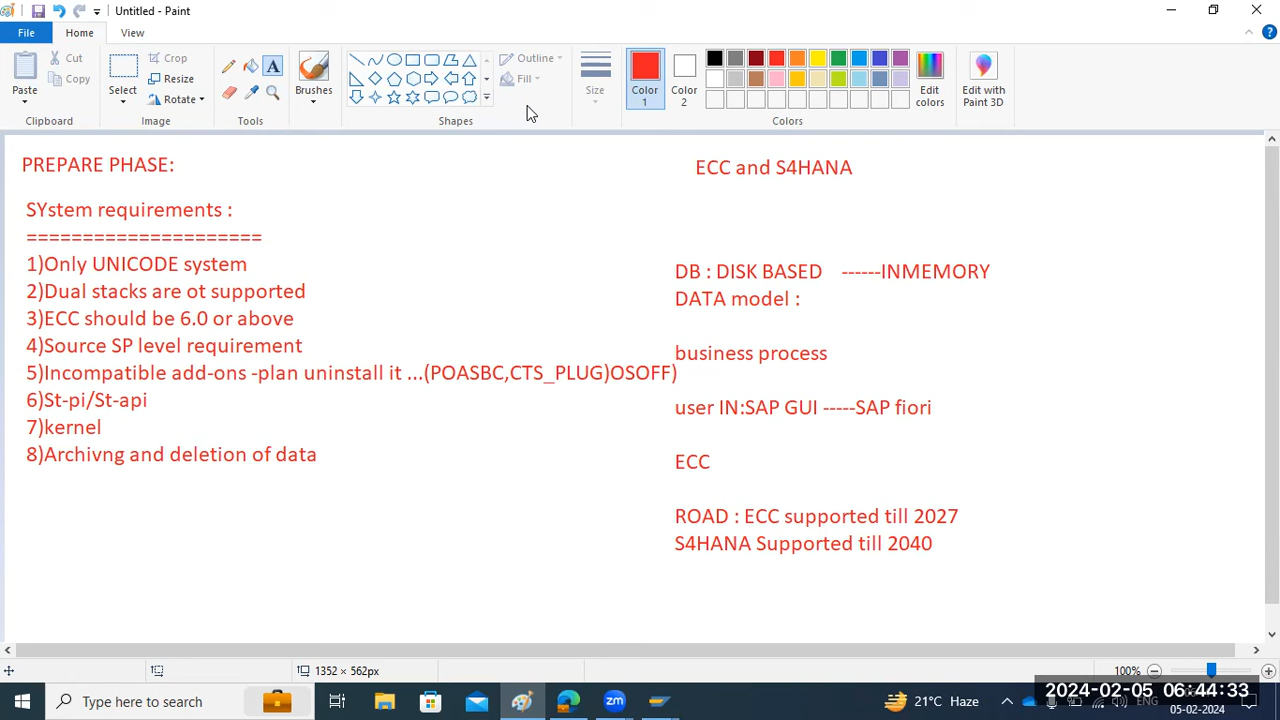 Untitled - Paint
File
Home
View
Paste
Cut
Copy
Clipboard
Select
Crop
Resize
Rotate
Image
A
Tools
Brushes
Outline
Fill
Shapes
Size
Color 1
Color 2
Edit colors
Colors
Edit with Paint 3D
PREPARE PHASE:
SYstem requirements :
=====================
1)Only UNICODE system
2)Dual stacks are ot supported
3)ECC should be 6.0 or above
4)Source SP level requirement
5)Incompatible add-ons -plan uninstall it ...(POASBC,CTS_PLUG)OSOFF)
6)St-pi/St-api
7)kernel
8)Archivng and deletion of data
ECC and S4HANA
DB : DISK BASED ------INMEMORY
DATA model :
business process
user IN:SAP GUI -----SAP fiori
ECC
ROAD : ECC supported till 2027
S4HANA Supported till 2040
1352 × 562px
100%
Type here to search
zm
21°C Haze
ENG
2024-02-05 06:44:33
05-02-2024